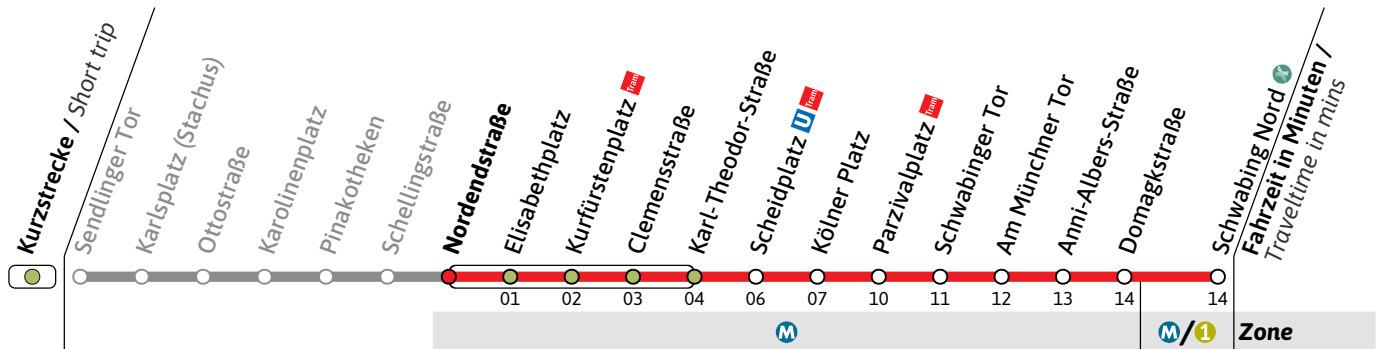 Kurzstrecke / Short trip
Sendlinger Tor
Karlsplatz (Stachus)
Ottostraße
Karolinenplatz
Pinakotheken
Schellingstraße
Nordendstraße
Elisabethplatz
Kurfürstenplatz Tram
Clemensstraße
Karl-Theodor-Straße
Scheidplatz U Tram
Kölner Platz
Parzivalplatz Tram
Schwabinger Tor
Am Münchner Tor
Anni-Albers-Straße
Domagkstraße
Schwabing Nord
Fahrzeit in Minuten /
Traveltime in mins
01 02 03 04 06 07 10 11 12 13 14 14
M M/1 Zone